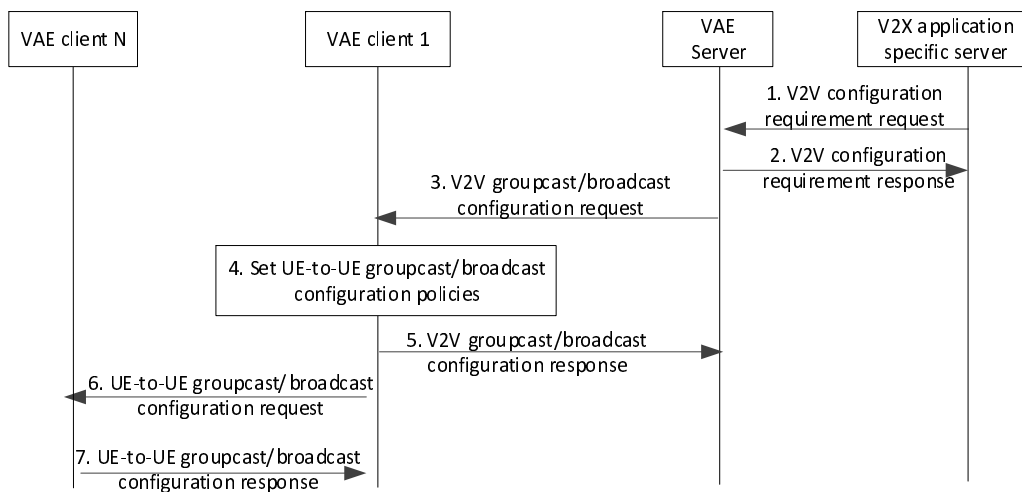 VAE client N
VAE client 1
VAE
Server
V2X application
specific server
1. V2V configuration
requirement request
2. V2V configuration
requirement response
3. V2V groupcast/broadcast
configuration request
4. Set UE-to-UE groupcast/broadcast
configuration policies
5. V2V groupcast/broadcast
configuration response
6. UE-to-UE groupcast/broadcast
configuration request
7. UE-to-UE groupcast/broadcast
configuration response